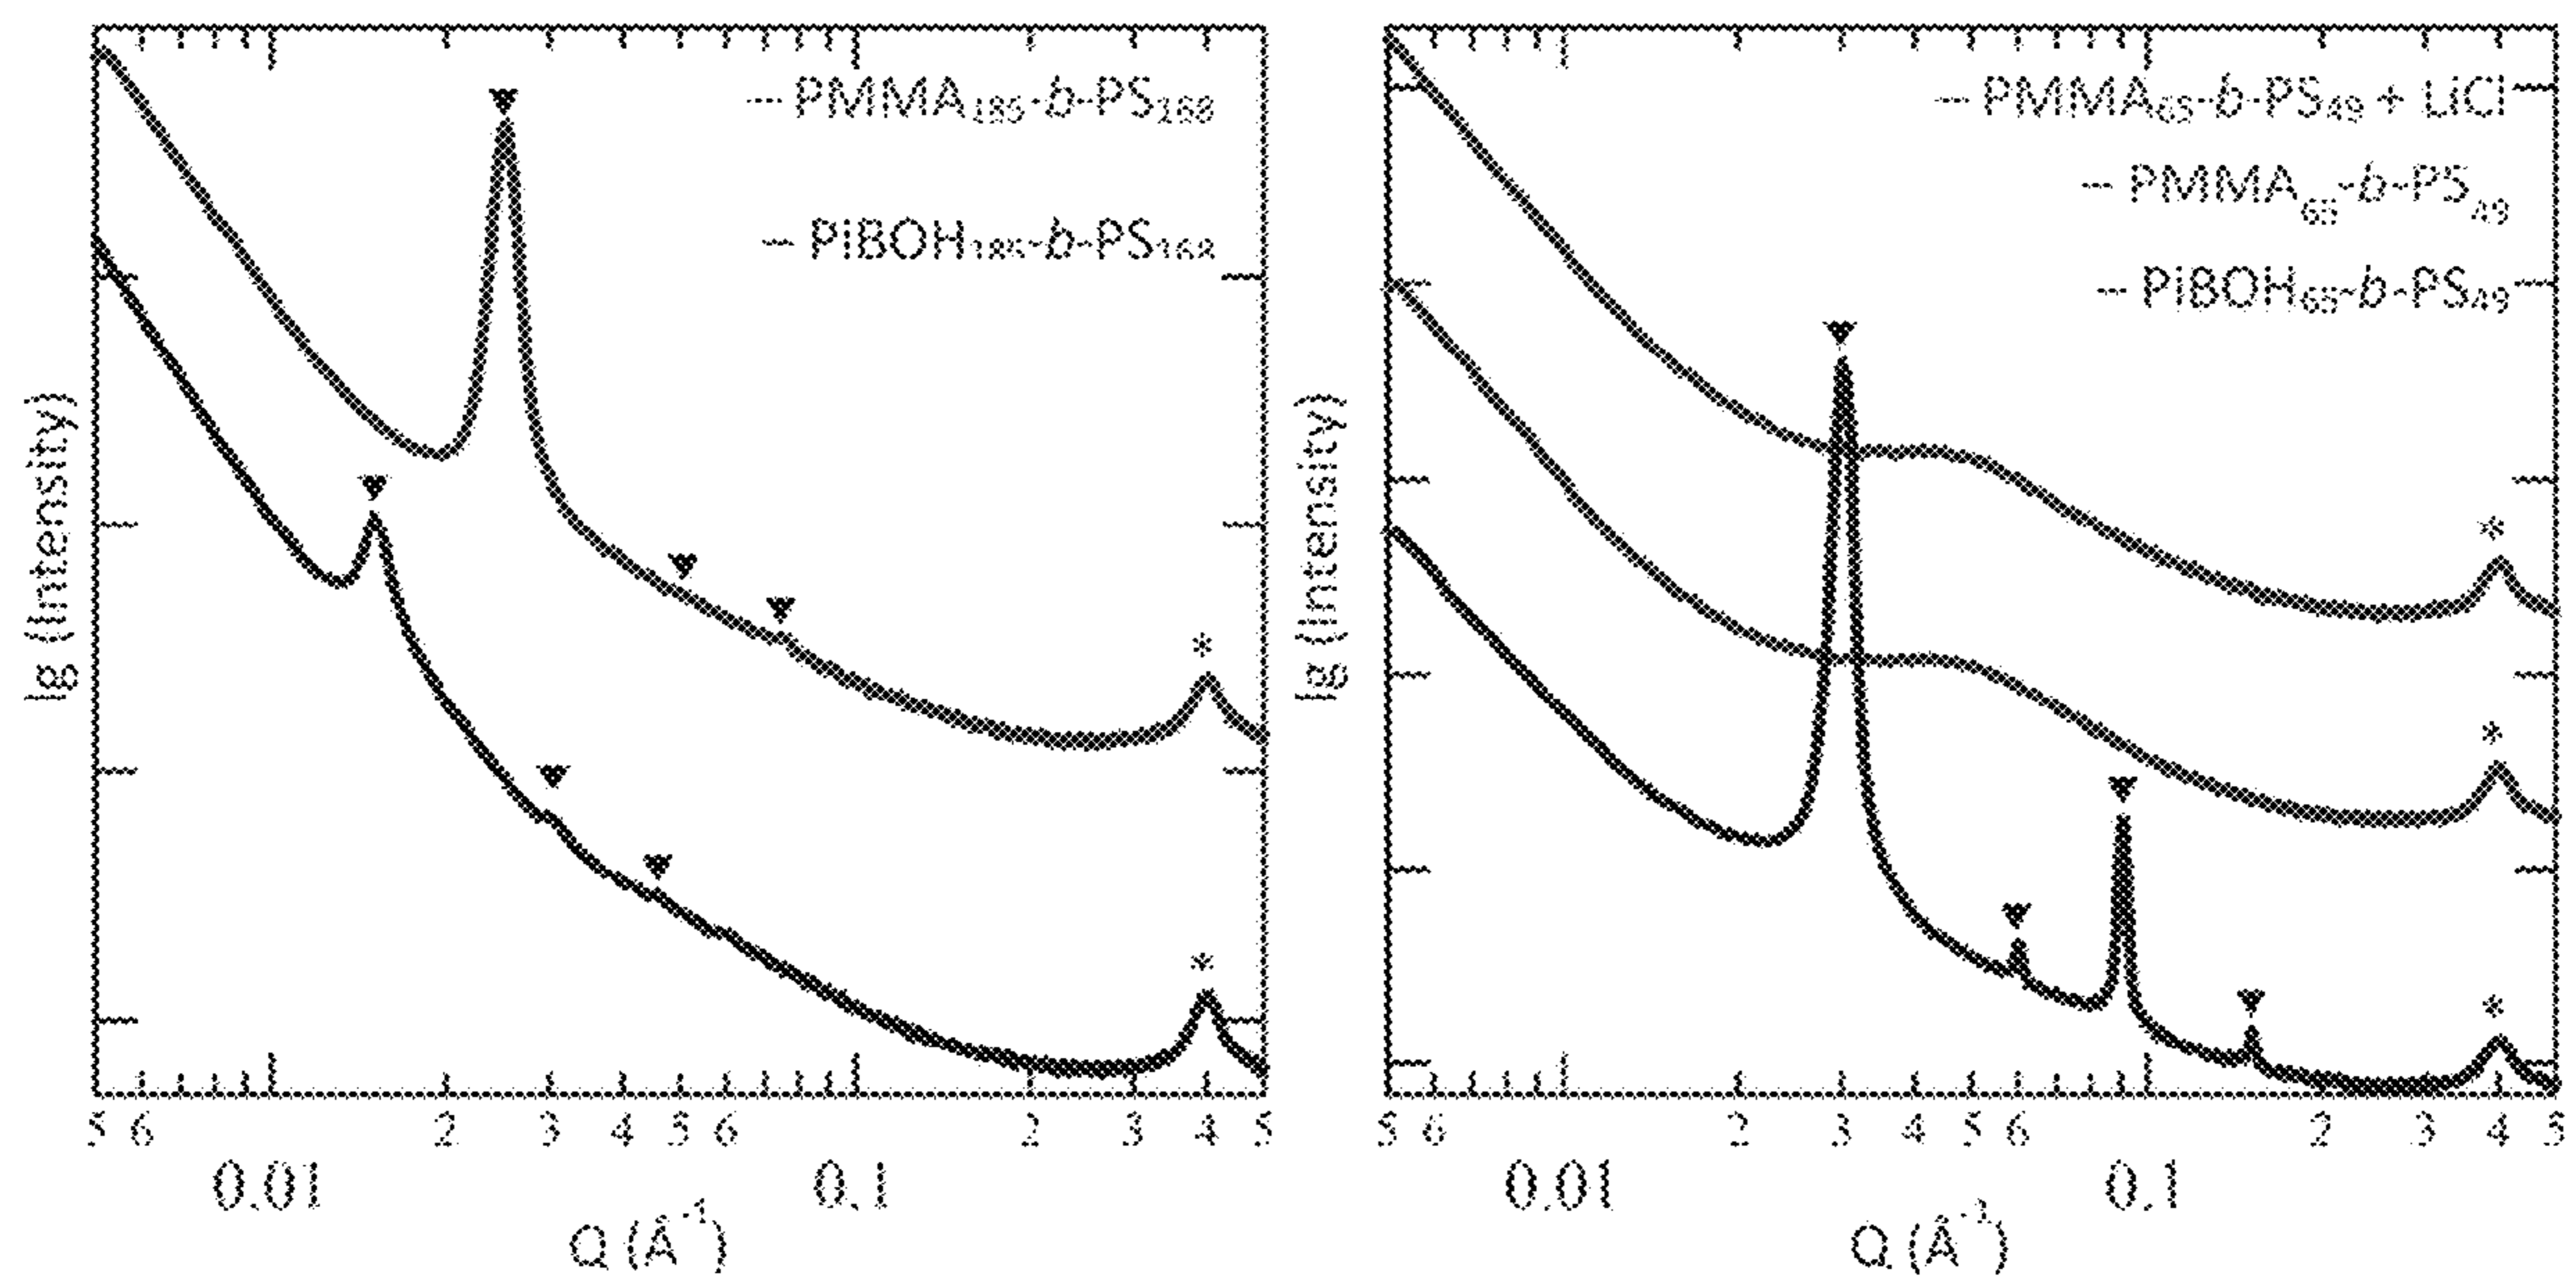 PMMA₁₈₅-b-PS₁₆₈
PiBOH₁₈₅-b-PS₁₆₈
lg (Intensity)
* *
5 6 2 3 4 5 6 2 3 4 5
0.01 0.1
Q (Å⁻¹)
PMMA₆₅-b-PS₄₉ + LiCl
PMMA₆₅-b-PS₄₉
PiBOH₆₅-b-PS₄₉
lg (Intensity)
* * *
5 6 2 3 4 5 6 2 3 4 5
0.01 0.1
Q (Å⁻¹)